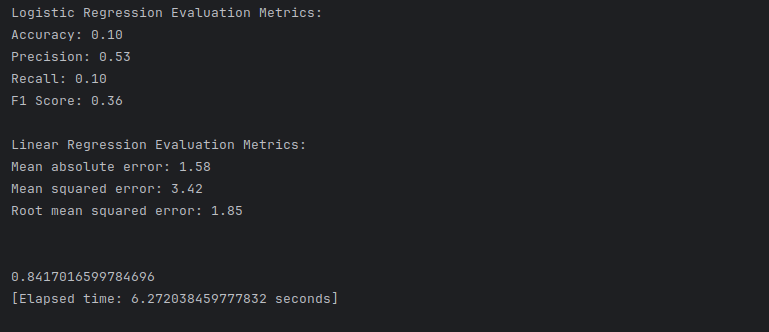 Logistic Regression Evaluation Metrics:
Accuracy: 0.10
Precision: 0.53
Recall: 0.10
F1 Score: 0.36
Linear Regression Evaluation Metrics:
Mean absolute error: 1.58
Mean squared error: 3.42
Root mean squared error: 1.85
0.8417016599784696
[Elapsed time: 6.272038459777832 seconds]